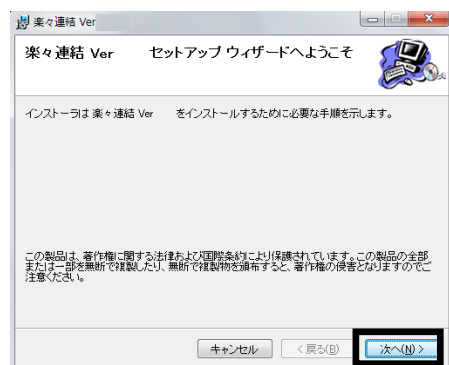 楽々連結 Ver
楽々連結 Ver セットアップ ウィザードへようこそ
インストーラは 楽々連結 Ver をインストールするために必要な手順を示します。
この製品は、著作権に関する法律および国際条約により保護されています。この製品の全部
または一部を無断で複製したり、無断で複製物を頒布すると、著作権の侵害となりますのでご
注意ください。
キャンセル
< 戻る(B)
次へ(N) >